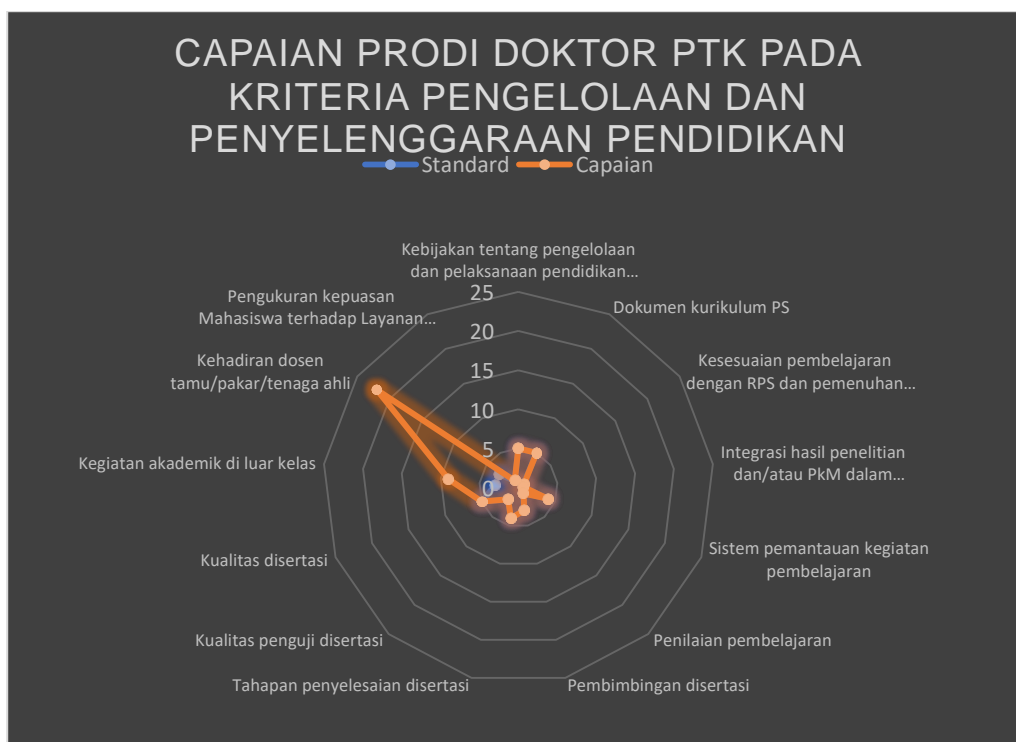 CAPAIAN PRODI DOKTOR PTK PADA
KRITERIA PENGELOLAAN DAN
PENYELENGGARAAN PENDIDIKAN
Standard Capaian
Kebijakan tentang pengelolaan
dan pelaksanaan pendidikan…
Dokumen kurikulum PS
Kesesuaian pembelajaran
dengan RPS dan pemenuhan…
Integrasi hasil penelitian
dan/atau PkM dalam…
Sistem pemantauan kegiatan
pembelajaran
Penilaian pembelajaran
Pembimbingan disertasi
Tahapan penyelesaian disertasi
Kualitas penguji disertasi
Kualitas disertasi
Kegiatan akademik di luar kelas
Kehadiran dosen
tamu/pakar/tenaga ahli
Pengukuran kepuasan
Mahasiswa terhadap Layanan…
25
20
15
10
5
0